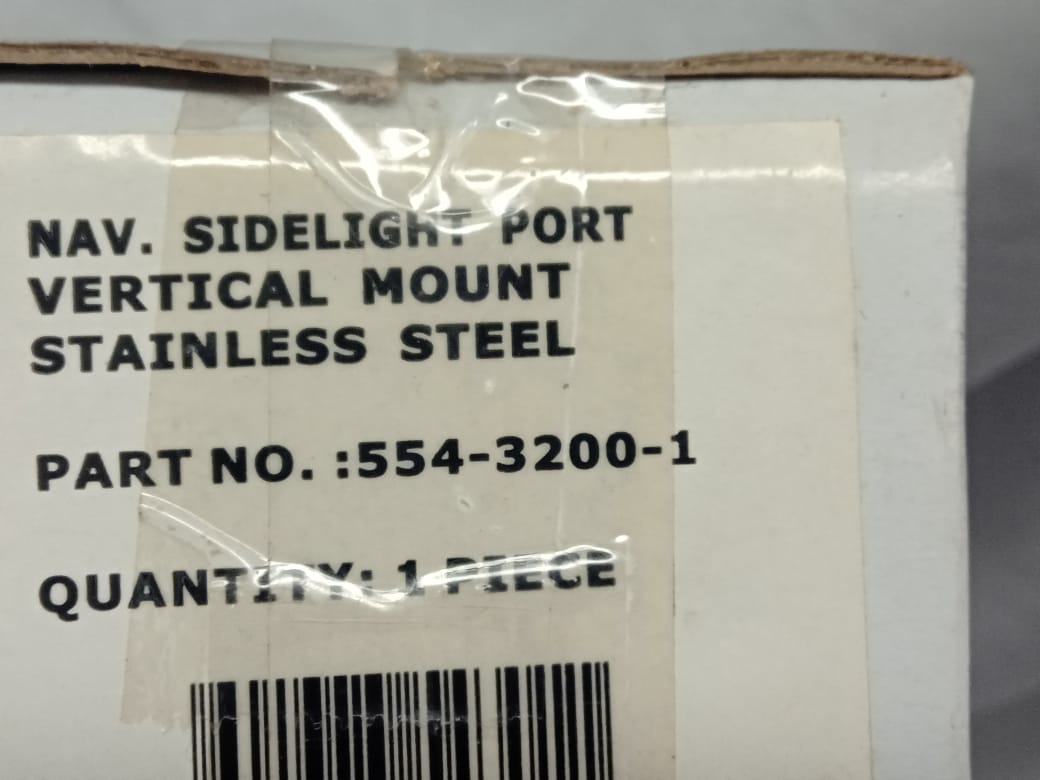 NAV. SIDELIGHT PORT
VERTICAL MOUNT
STAINLESS STEEL
PART NO. :554-3200-1
QUANTITY: 1 PIECE